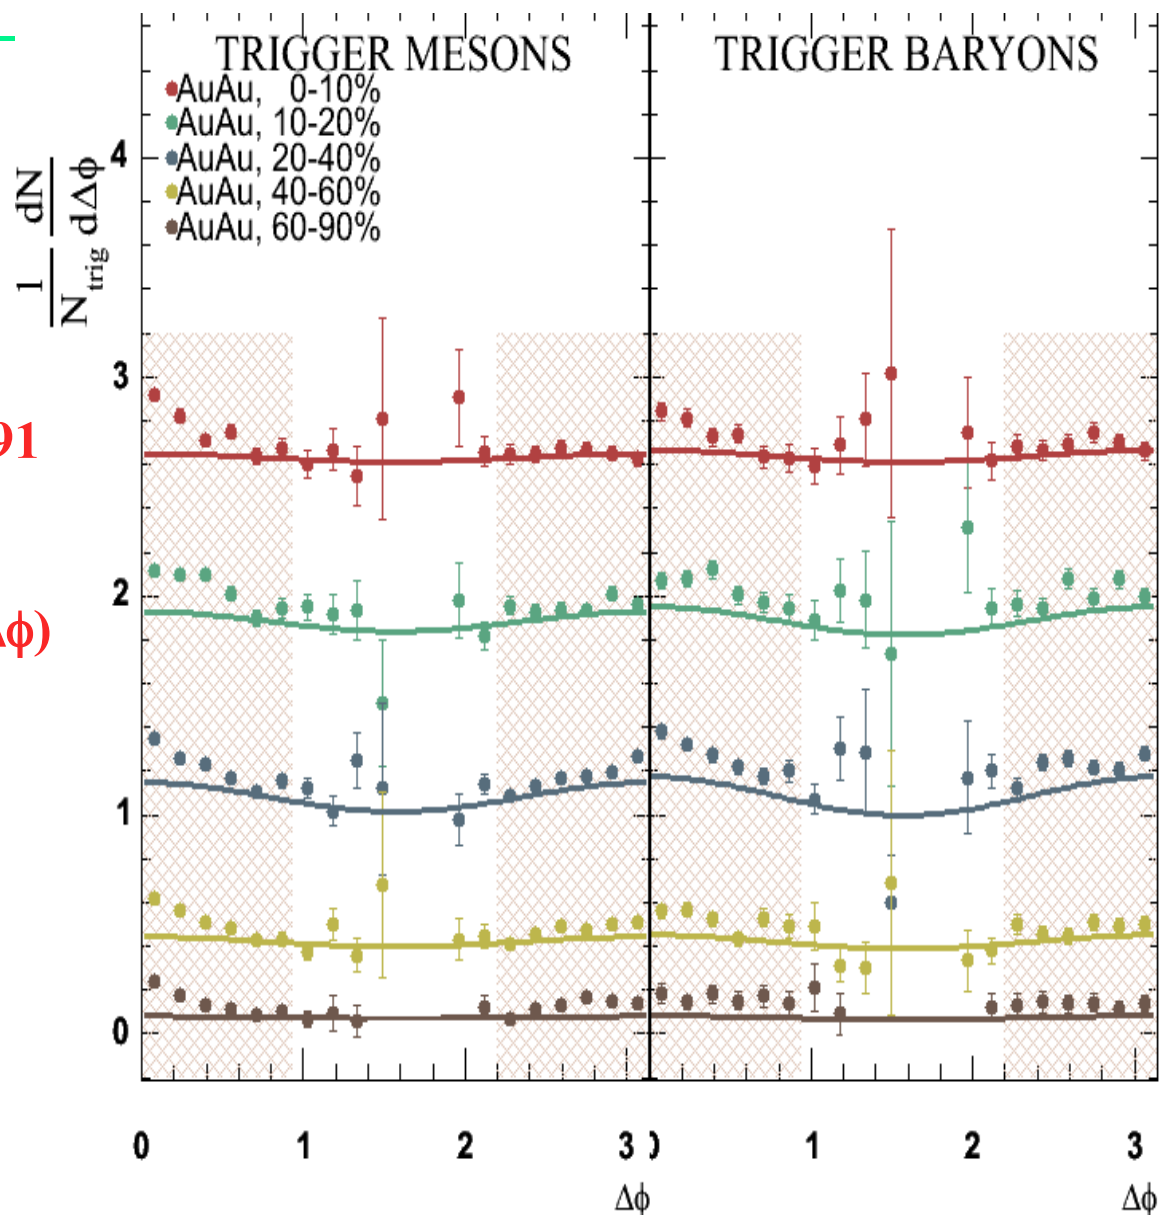 TRIGGER MESONS
TRIGGER BARYONS
AuAu, 0-10%
AuAu, 10-20%
AuAu, 20-40%
AuAu, 40-60%
AuAu, 60-90%
1 dN
N_trig dΔφ
4
3
2
1
0
91
Δφ)
0 1 2 3
1 2 3
Δφ
Δφ